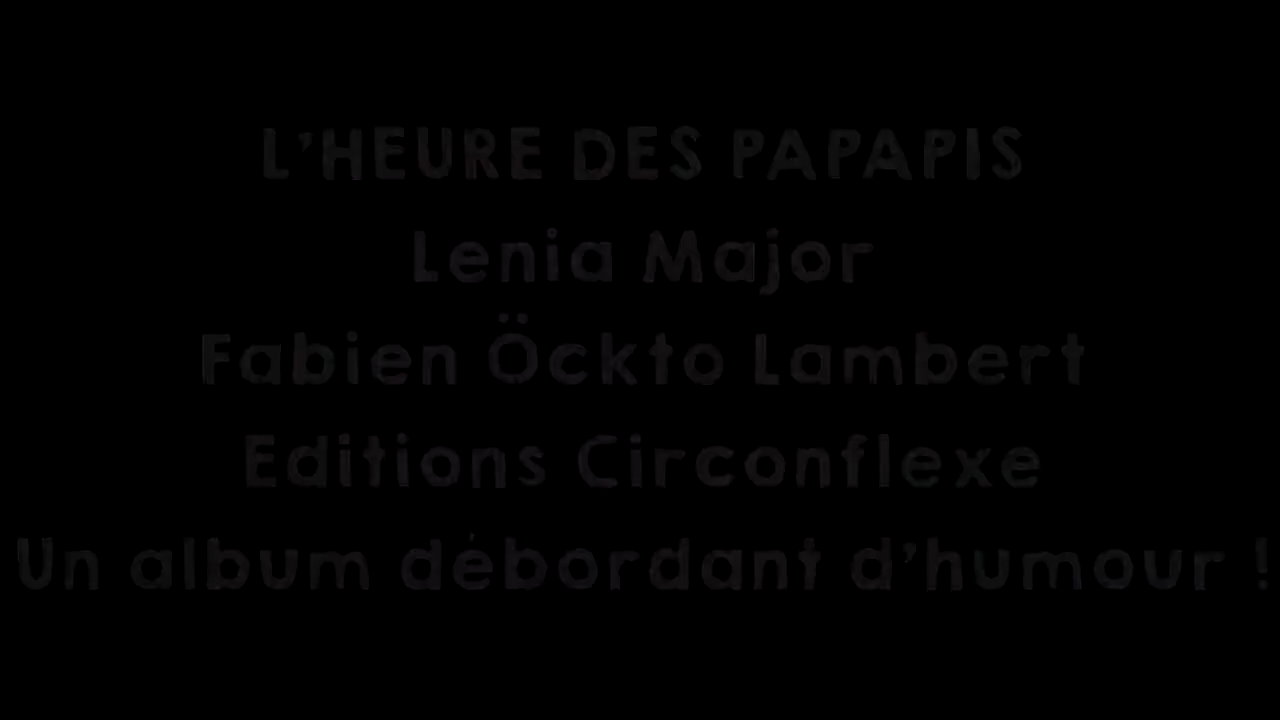 L'HEURE DES PAPAPIS
Lenia Major
Fabien Öckto Lambert
Editions Circonflexe
Un album débordant d'humour !